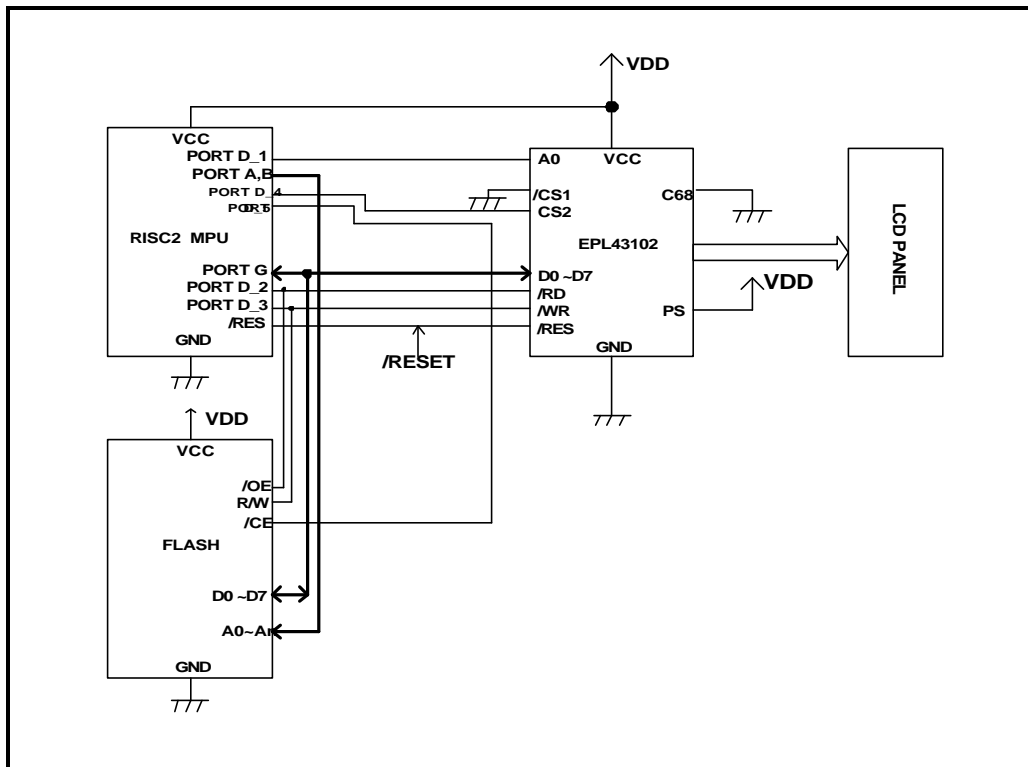 VDD
VCC
PORT D_1
PORT A,B
PORT D_4
RISC2 MPU
PORT G
PORT D_2
PORT D_3
/RES
GND
A0
VCC
/CS1
CS2
C68
EPL43102
D0 ~D7
/RD
/WR
/RES
PS
GND
VDD
LCD PANEL
/RESET
VDD
VCC
/OE
R/W
/CE
FLASH
D0 ~D7
A0~A
GND